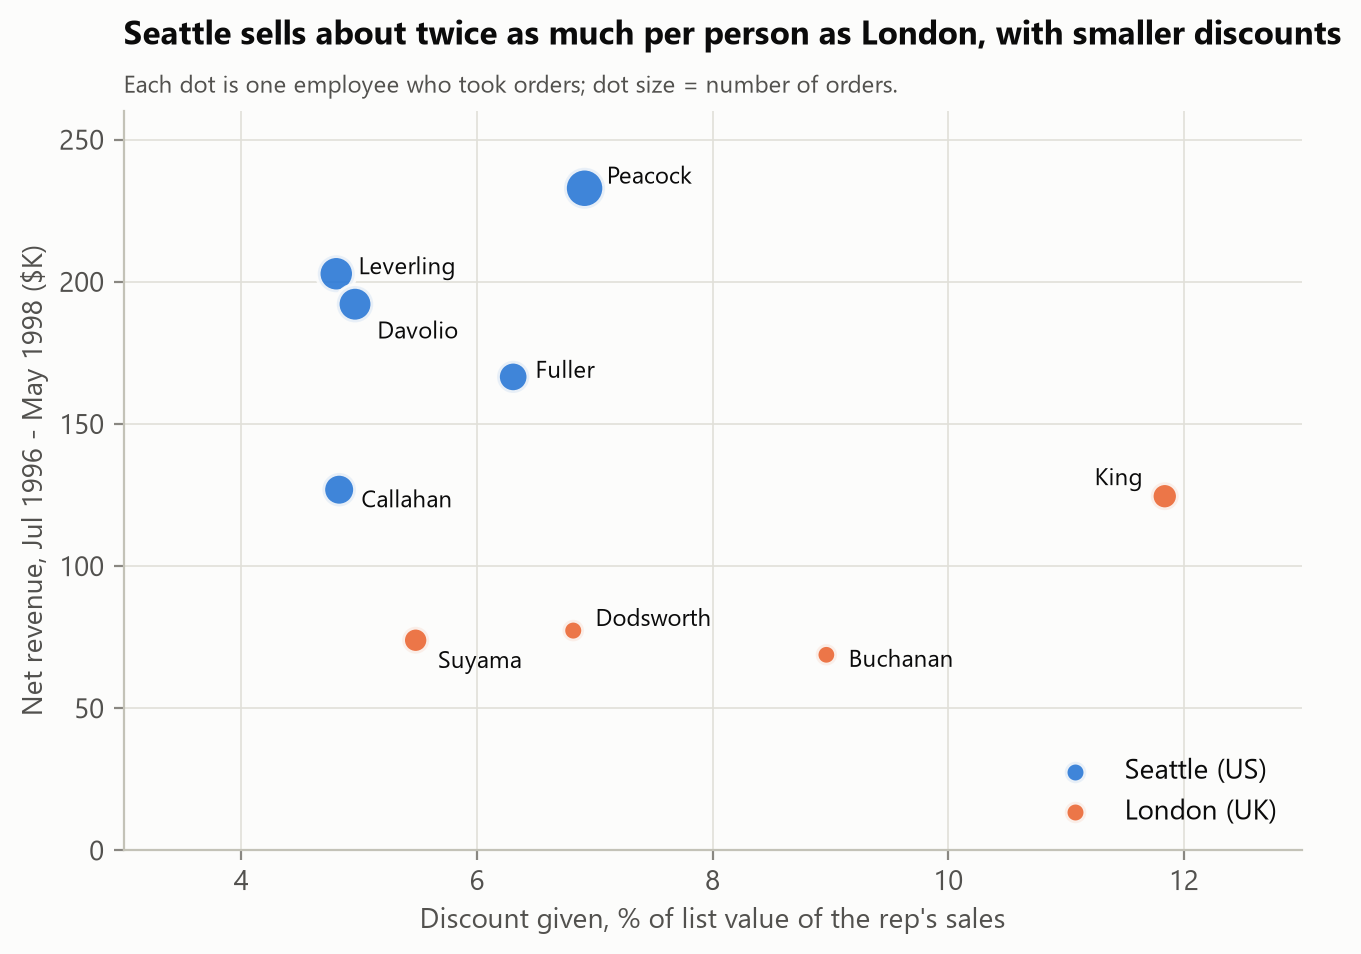 Seattle sells about twice as much per person as London, with smaller discounts
Each dot is one employee who took orders; dot size = number of orders.
Net revenue, Jul 1996 - May 1998 ($K)
250
200
150
100
50
0
Peacock
Leverling
Davolio
Fuller
Callahan
King
Dodsworth
Suyama
Buchanan
Seattle (US)
London (UK)
4 6 8 10 12
Discount given, % of list value of the rep's sales